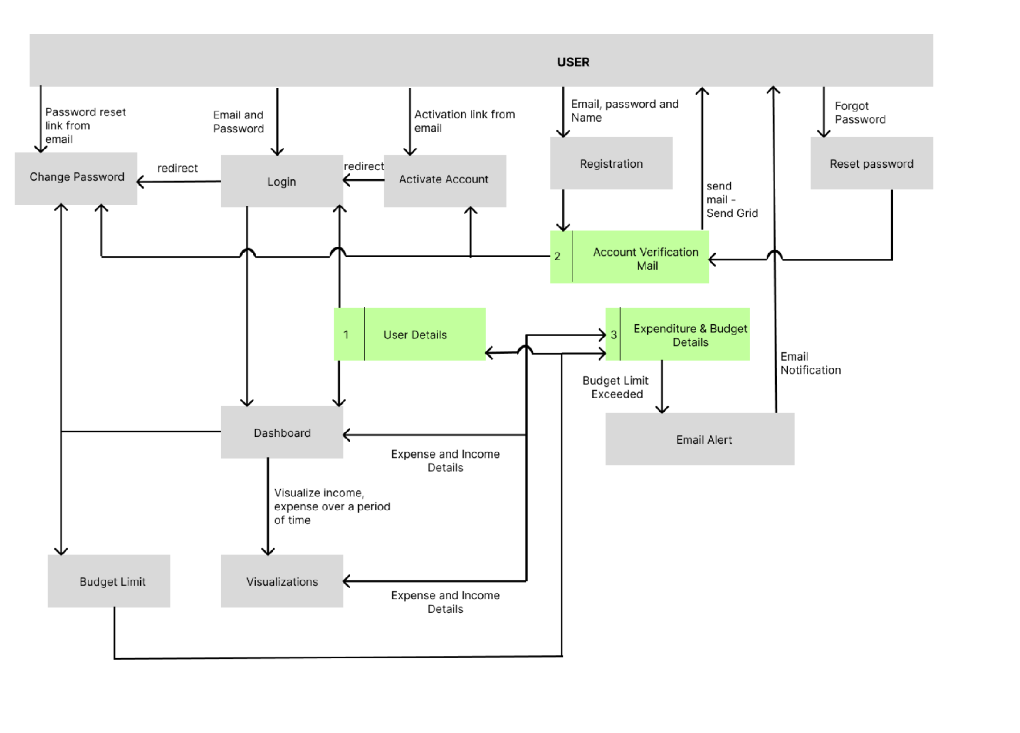 USER
Password reset
link from
email
Email and
Password
Activation link from
email
Email, password and
Name
Forgot
Password
Change Password
redirect
Login
redirect
Activate Account
Registration
Reset password
send
mail -
Send Grid
2
Account Verification
Mail
1
User Details
3
Expenditure & Budget
Details
Budget Limit
Exceeded
Email
Notification
Dashboard
Expense and Income
Details
Email Alert
Visualize income,
expense over a period
of time
Budget Limit
Visualizations
Expense and Income
Details